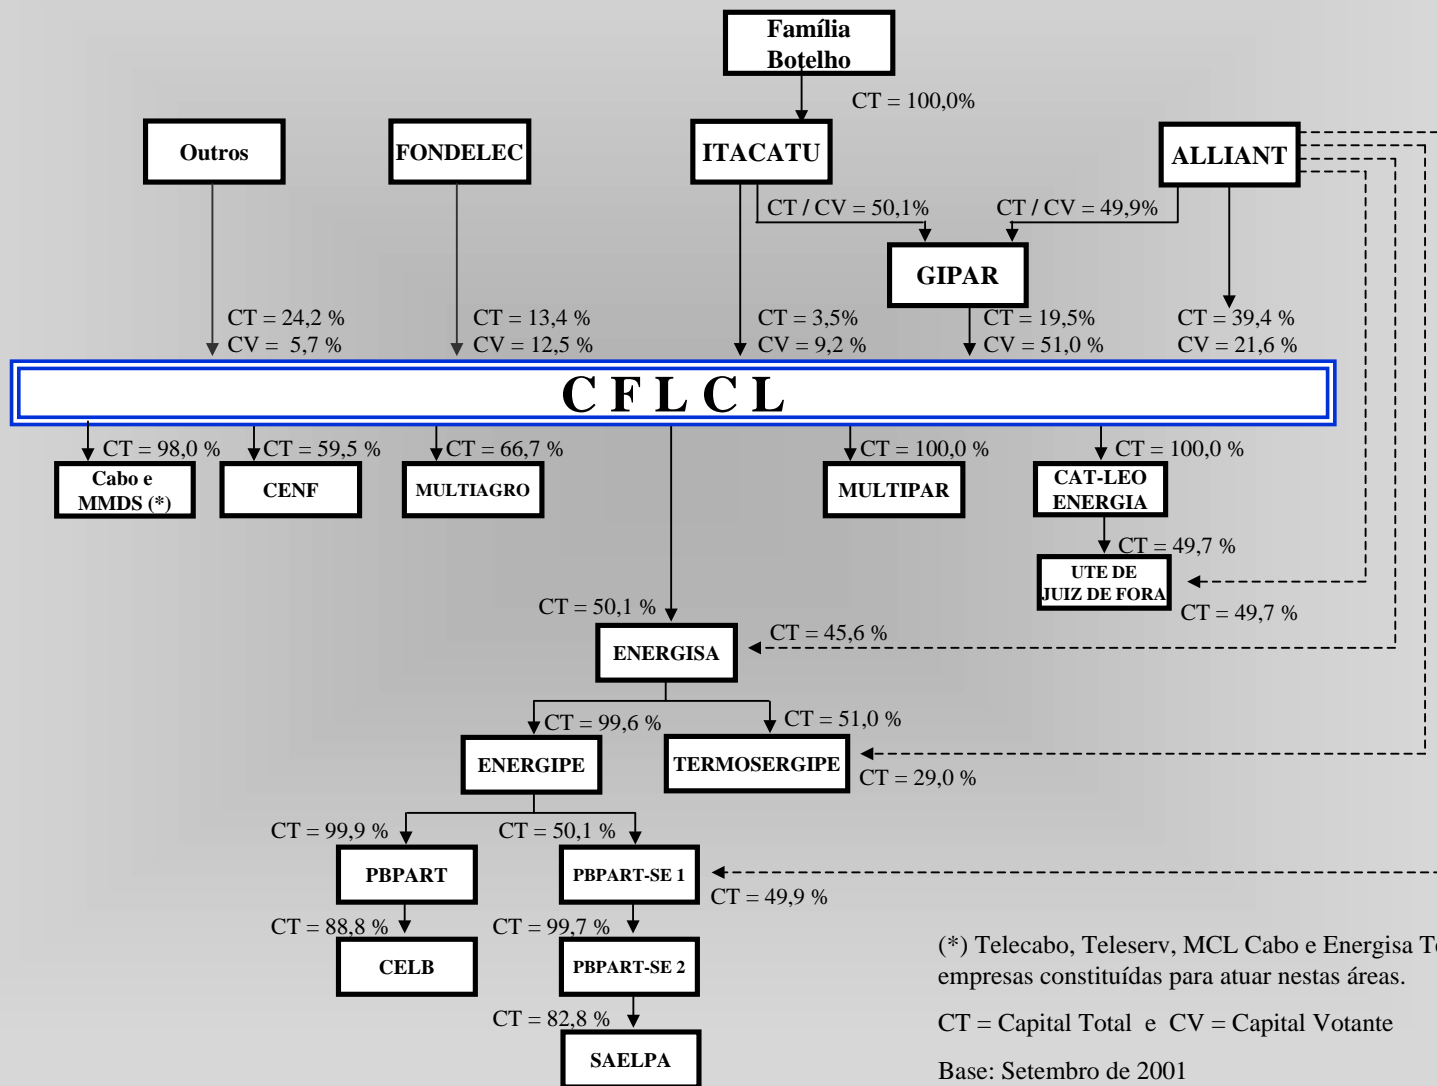 Família
Botelho
CT = 100,0%
Outros
FONDELEC
ITACATU
ALLIANT
CT / CV = 50,1%
CT / CV = 49,9%
GIPAR
CT = 24,2 %
CV = 5,7 %
CT = 13,4 %
CV = 12,5 %
CT = 3,5%
CV = 9,2 %
CT = 19,5%
CV = 51,0 %
CT = 39,4 %
CV = 21,6 %
C F L C L
CT = 98,0 %
CT = 59,5 %
CT = 66,7 %
CT = 100,0 %
CT = 100,0 %
Cabo e
MMDS (*)
CENF
MULTIAGRO
MULTIPAR
CAT-LEO
ENERGIA
CT = 49,7 %
UTE DE
JUIZ DE FORA
CT = 49,7 %
CT = 50,1 %
ENERGISA
CT = 45,6 %
CT = 99,6 %
CT = 51,0 %
ENERGIPE
TERMOSERGIPE
CT = 29,0 %
CT = 99,9 %
CT = 50,1 %
PBPART
PBPART-SE 1
CT = 49,9 %
CT = 88,8 %
CT = 99,7 %
CELB
PBPART-SE 2
CT = 82,8 %
SAELPA
(*) Telecabo, Teleserv, MCL Cabo e Energisa
empresas constituídas para atuar nestas áreas.
CT = Capital Total e CV = Capital Votante
Base: Setembro de 2001